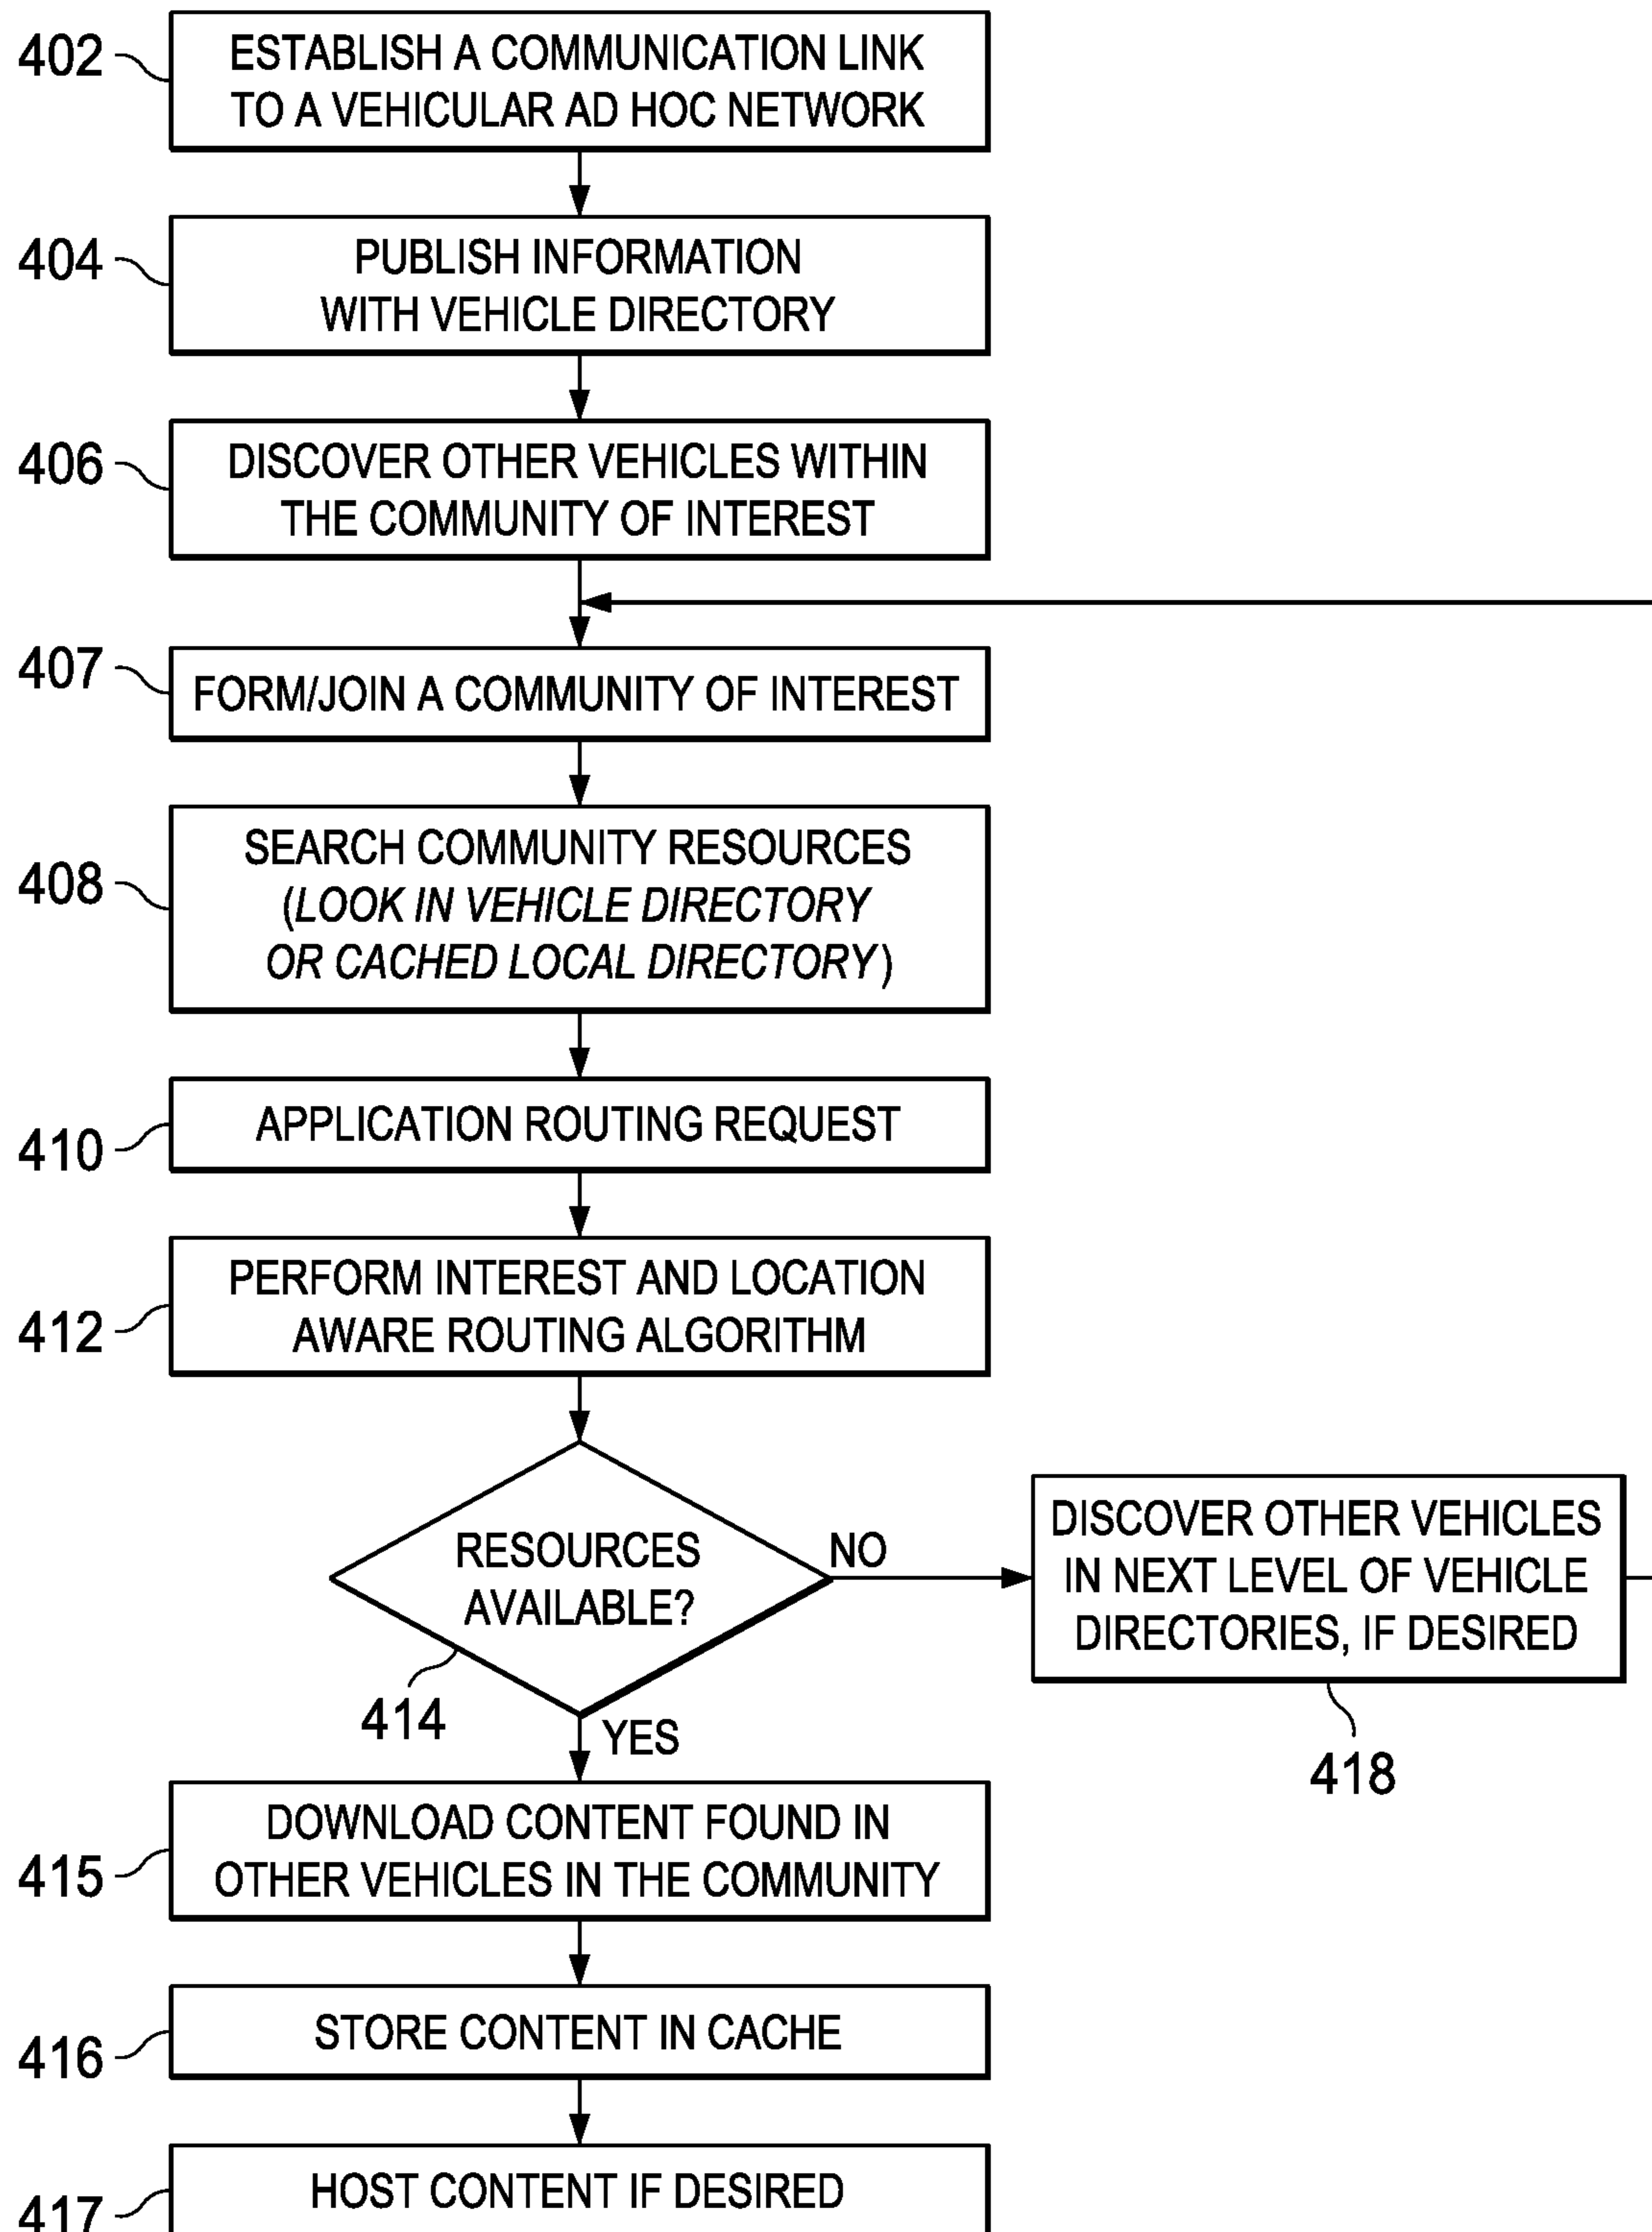 402
ESTABLISH A COMMUNICATION LINK
TO A VEHICULAR AD HOC NETWORK
404
PUBLISH INFORMATION
WITH VEHICLE DIRECTORY
406
DISCOVER OTHER VEHICLES WITHIN
THE COMMUNITY OF INTEREST
407
FORM/JOIN A COMMUNITY OF INTEREST
408
SEARCH COMMUNITY RESOURCES
(LOOK IN VEHICLE DIRECTORY
OR CACHED LOCAL DIRECTORY)
410
APPLICATION ROUTING REQUEST
412
PERFORM INTEREST AND LOCATION
AWARE ROUTING ALGORITHM
RESOURCES
AVAILABLE?
414
NO
YES
DISCOVER OTHER VEHICLES
IN NEXT LEVEL OF VEHICLE
DIRECTORIES, IF DESIRED
418
415
DOWNLOAD CONTENT FOUND IN
OTHER VEHICLES IN THE COMMUNITY
416
STORE CONTENT IN CACHE
417
HOST CONTENT IF DESIRED